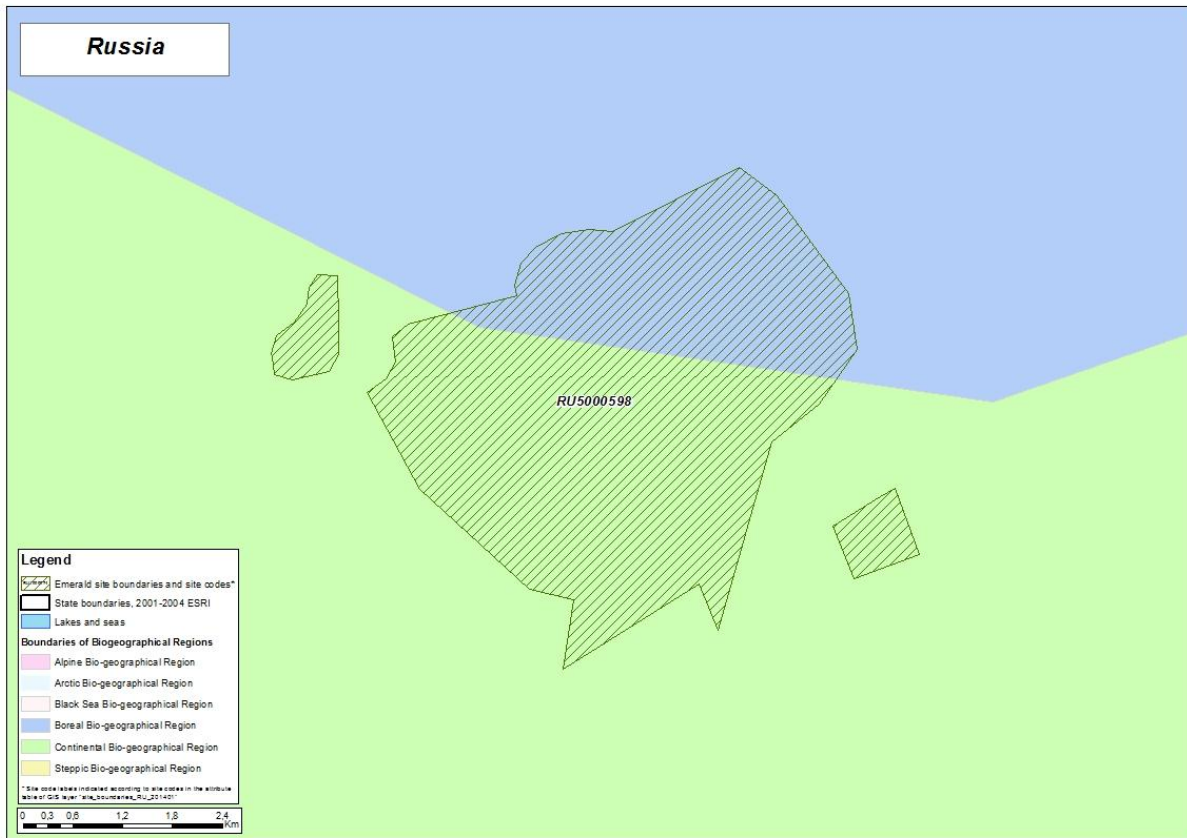 Russia
RU5000598
Legend
Emerald site boundaries and site codes*
State boundaries, 2001-2004 ESRI
Lakes and seas
Boundaries of Biogeographical Regions
Alpine Bio-geographical Region
Arctic Bio-geographical Region
Black Sea Bio-geographical Region
Boreal Bio-geographical Region
Continental Bio-geographical Region
Steppic Bio-geographical Region
* Site code labels indicated according to site codes in the attribute
table of GIS layer "site_boundaries_RU_201401"
0 0,3 0,6 1,2 1,8 2,4
Km